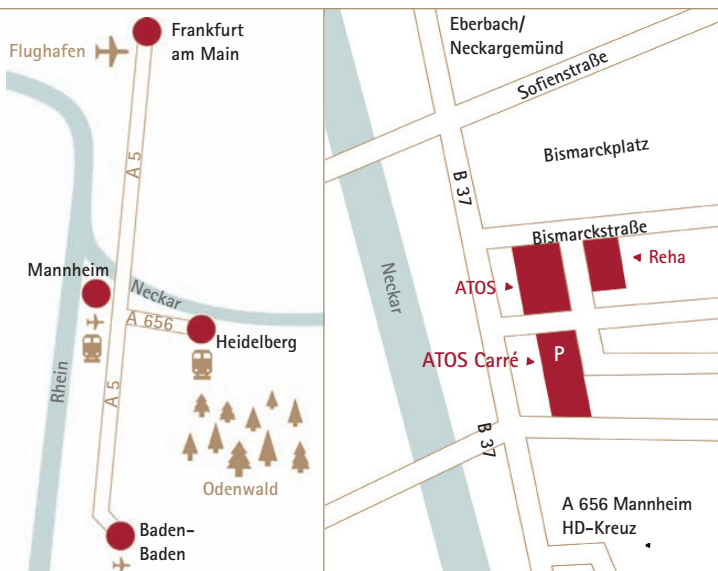 Flughafen
Frankfurt
am Main
A 5
Mannheim
Neckar
A 656
Heidelberg
Rhein
A 5
Odenwald
Baden-
Baden
Eberbach/
Neckargemünd
Sofienstraße
Bismarckplatz
B 37
Bismarckstraße
Reha
Neckar
ATOS
ATOS Carré
P
B 37
A 656 Mannheim
HD-Kreuz